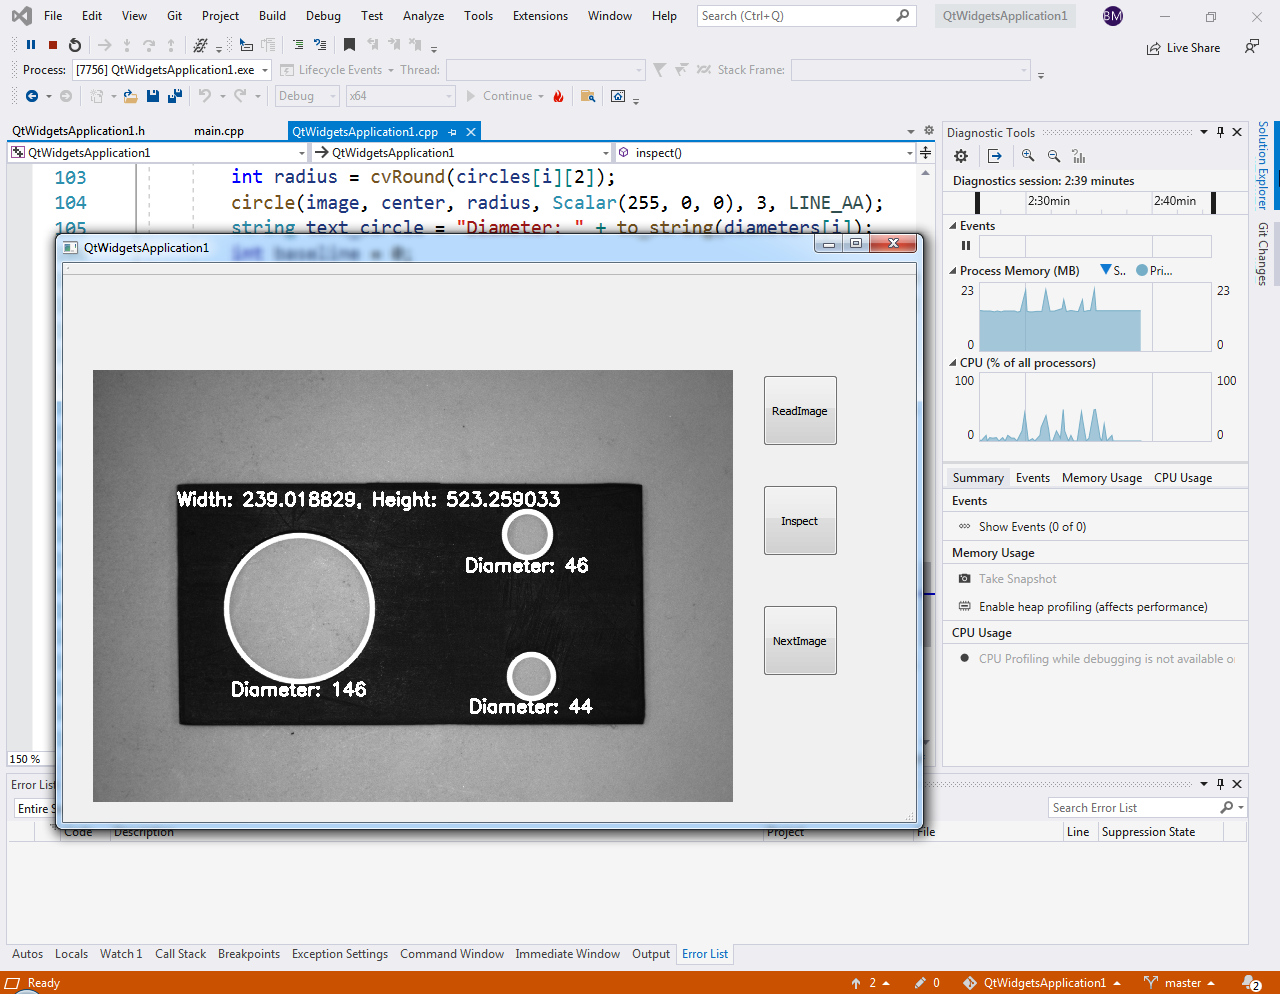 File Edit View Git Project Build Debug Test Analyze Tools Extensions Window Help Search (Ctrl+Q) QtWidgetsApplication1 BM
Live Share
Process: [7756] QtWidgetsApplication1.exe Lifecycle Events Thread: Stack Frame:
Debug x64 Continue
QtWidgetsApplication1.h main.cpp QtWidgetsApplication1.cpp
QtWidgetsApplication1 QtWidgetsApplication1 inspect()
103 int radius = cvRound(circles[i][2]);
104 circle(image, center, radius, Scalar(255, 0, 0), 3, LINE_AA);
105 string text_circle = "Diameter: " + to_string(diameters[i]);
int baseline = 0;
QtWidgetsApplication1
ReadImage
Inspect
NextImage
Width: 239.018829, Height: 523.259033
Diameter: 46
Diameter: 146
Diameter: 44
150 %
Diagnostic Tools
Diagnostics session: 2:39 minutes
2:30min 2:40min
Events
Process Memory (MB) S.. Pri...
23 23
0 0
CPU (% of all processors)
100 100
0 0
Summary Events Memory Usage CPU Usage
Events
Show Events (0 of 0)
Memory Usage
Take Snapshot
Enable heap profiling (affects performance)
CPU Usage
CPU Profiling while debugging is not available
Solution Explorer
Git Changes
Error List
Entire S
Search Error List
Code Description Project File Line Suppression State
Autos Locals Watch 1 Call Stack Breakpoints Exception Settings Command Window Immediate Window Output Error List
Ready 2 0 QtWidgetsApplication1 master 2